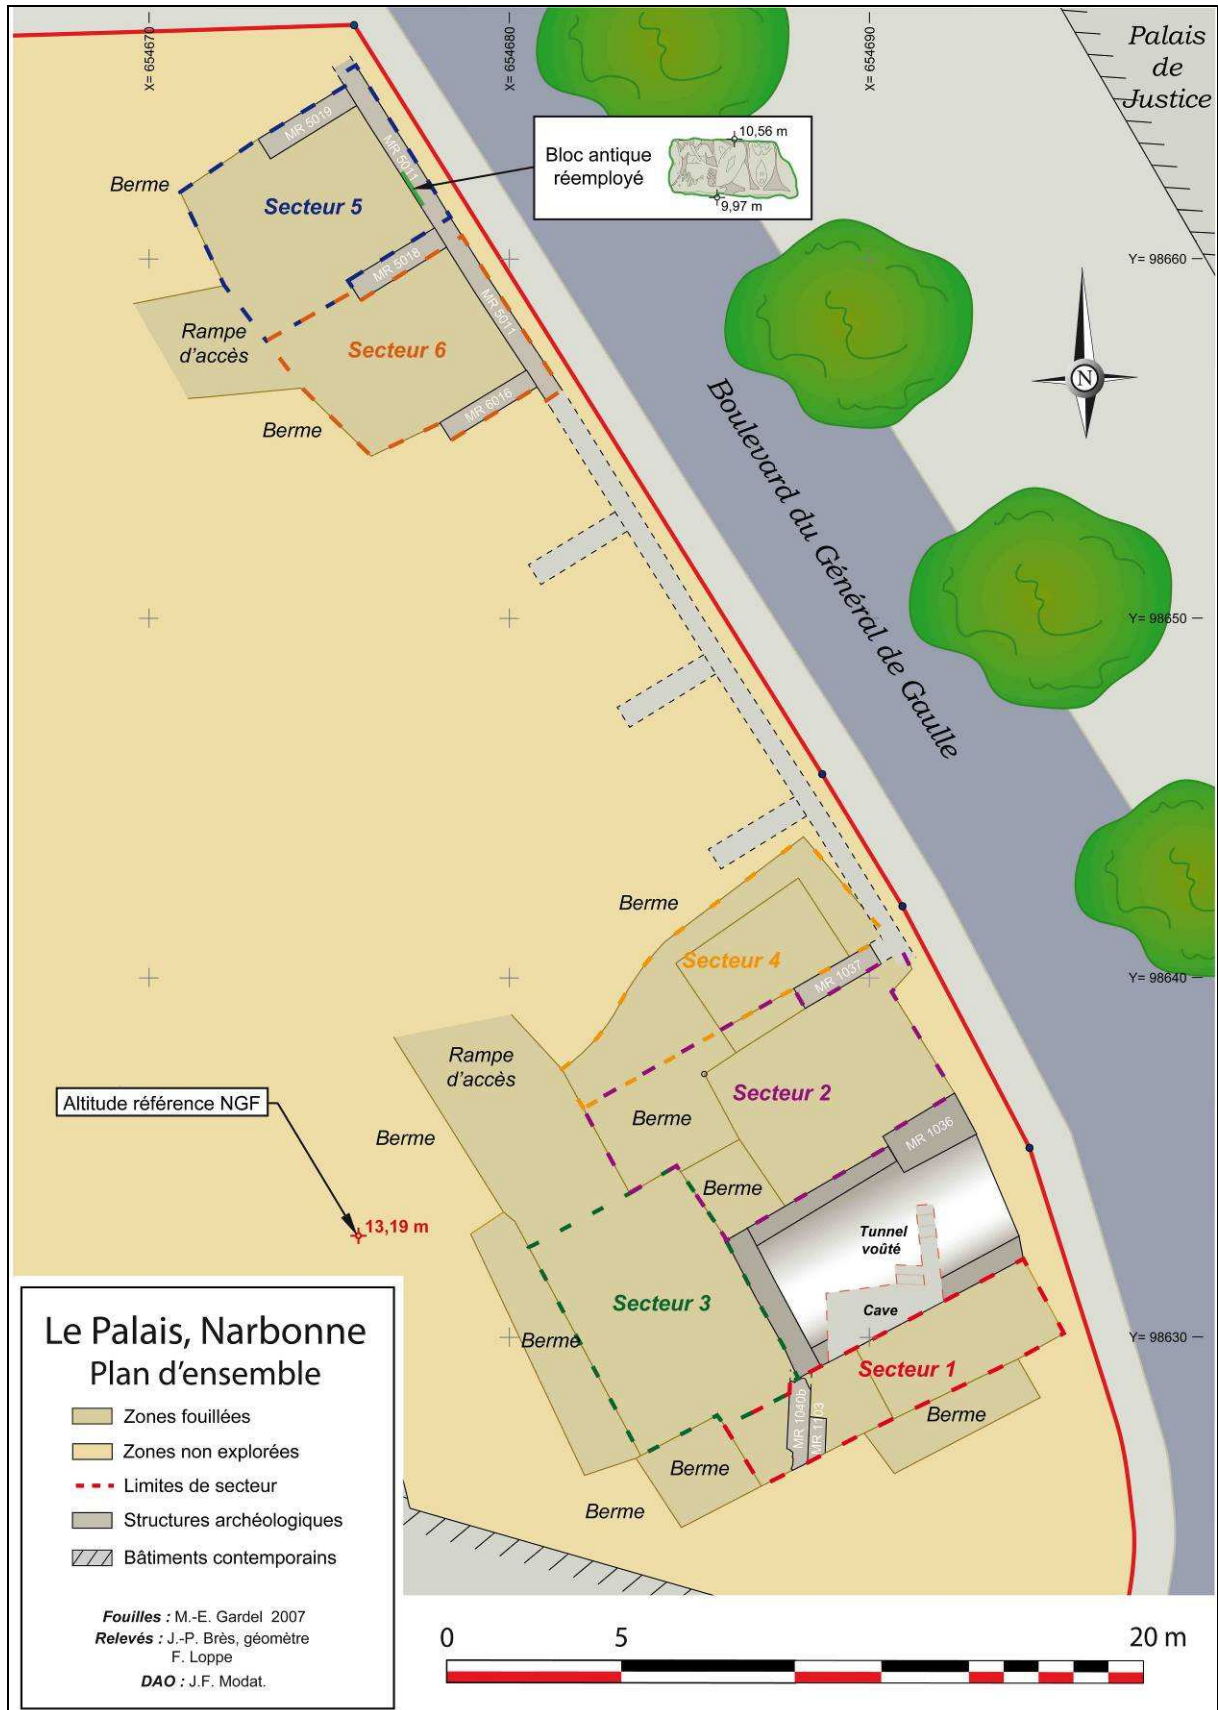 X= 654670
X= 654680
X= 654690
Palais
de
Justice
MR 5019
MR 5011
Bloc antique
réemployé
10,56 m
9,97 m
Berme
Secteur 5
MR 5018
Y= 98660
MR 5011
Rampe
d'accès
Secteur 6
N
MR 6016
Berme
Boulevard du Général de Gaulle
Y= 98650
Berme
Secteur 4
MR 1037
Y= 98640
Rampe
d'accès
Altitude référence NGF
Secteur 2
Berme
Berme
MR 1036
Berme
13,19 m
Tunnel
voûté
Secteur 3
Cave
Berme
Y= 98630
Secteur 1
MR 1040b
MR 1103
Berme
Berme
Berme
Le Palais, Narbonne
Plan d'ensemble
Zones fouillées
Zones non explorées
Limites de secteur
Structures archéologiques
Bâtiments contemporains
Fouilles : M.-E. Gardel 2007
Relevés : J.-P. Brès, géomètre
F. Loppe
DAO : J.F. Modat.
0
5
20 m